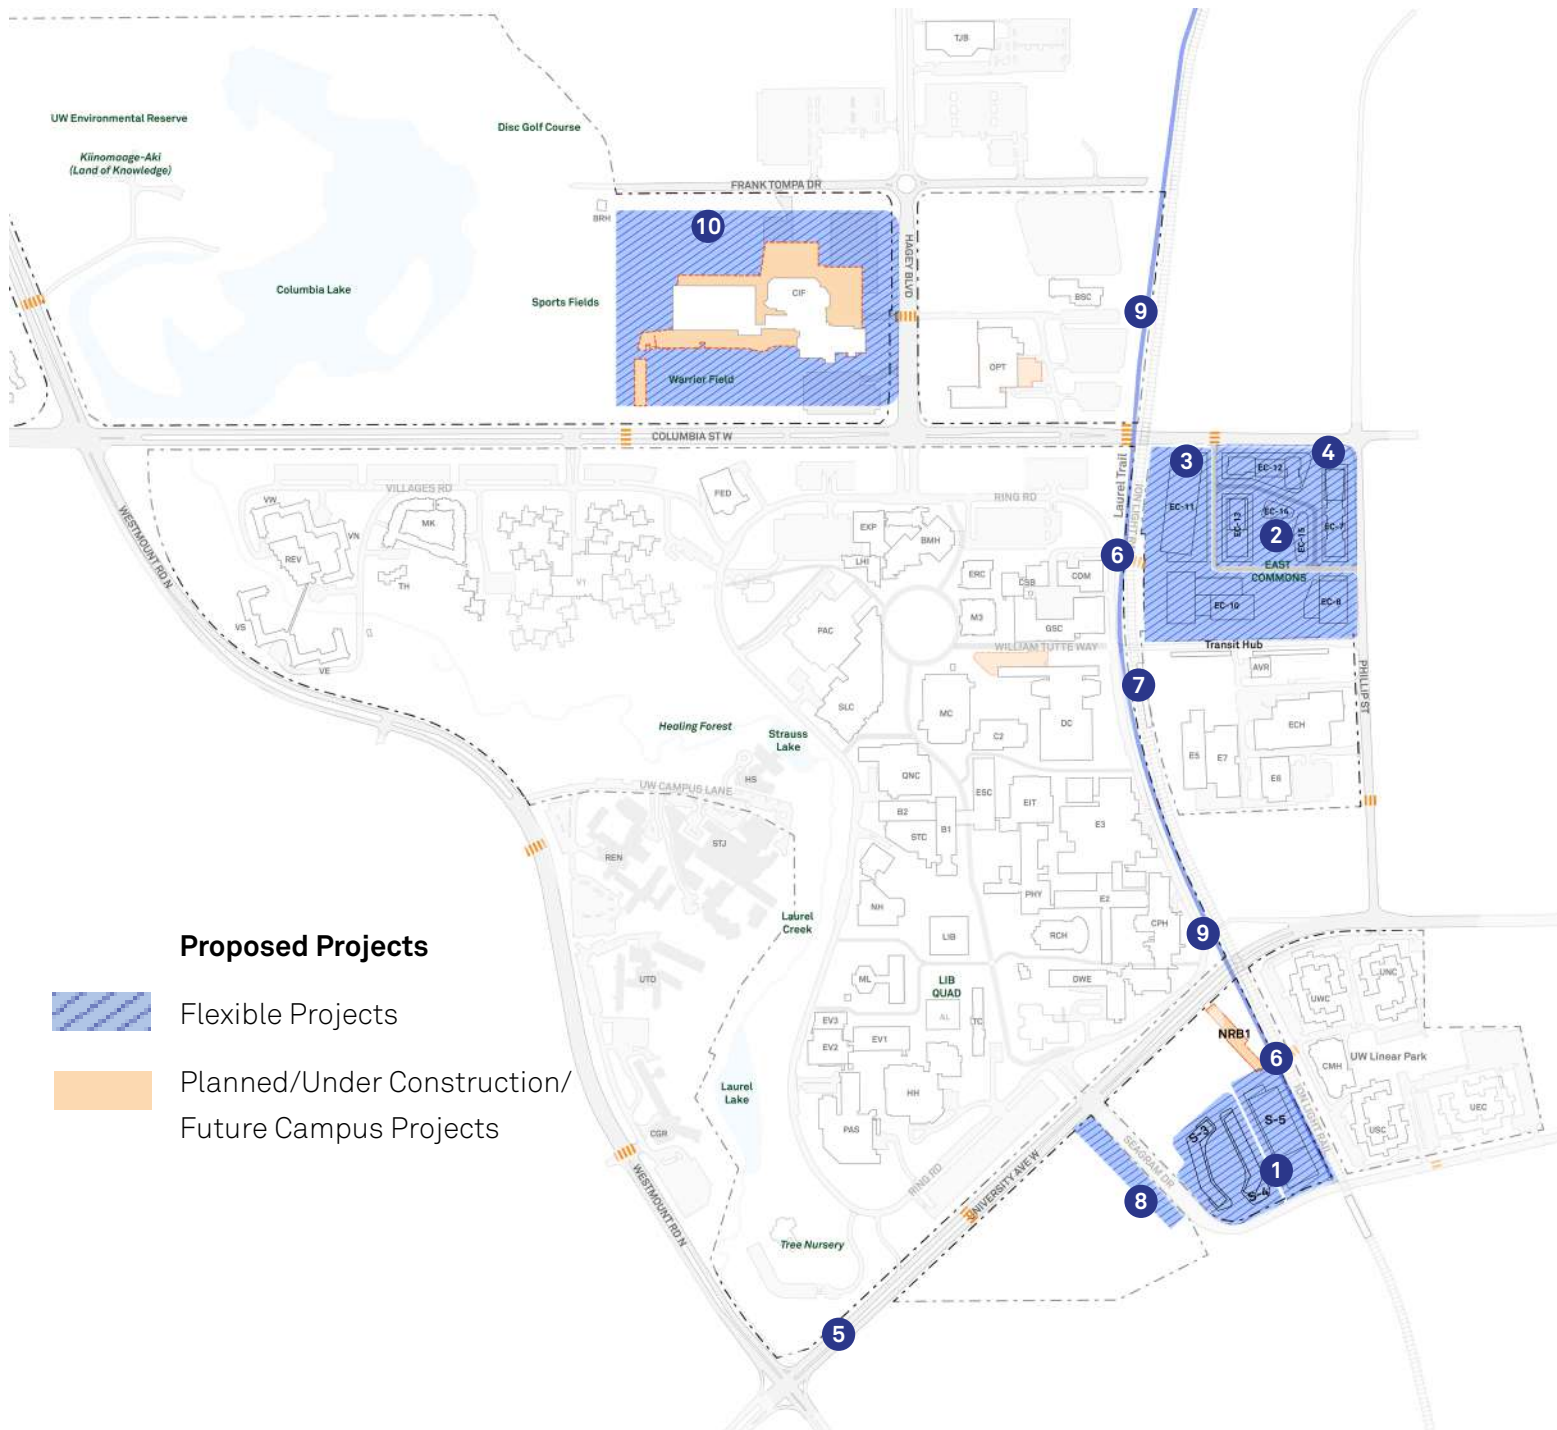 TJB
UW Environmental Reserve
Disc Golf Course
Kiinomaage-Aki
(Land of Knowledge)
FRANK TOMPA DR
BRH
10
HAGEY BLVD
Columbia Lake
Sports Fields
CIF
BSC
9
OPT
Warrior Field
COLUMBIA ST W
3
4
EC-12
Laurel Trail
ION LIGHT R
VILLAGES RD
FED
RING RD
VW
MK
VN
EXP
BMH
EC-11
EC-13
EC-14
2
EC-15
EC-7
REV
LHI
6
EAST
COMMONS
WESTMOUNT RD N
TH
V1
ERC
CSB
COM
EC-10
EC-8
VS
PAC
M3
GSC
WILLIAM TUTTE WAY
Transit Hub
VE
AVR
PHILLIP ST
7
SLC
MC
DC
Healing Forest
Strauss
Lake
C2
ECH
E5
E7
E6
HS
QNC
UW CAMPUS LANE
ESC
EIT
B2
B1
STC
E3
REN
STJ
PHY
E2
NH
Laurel
Creek
LIB
RCH
CPH
9
Proposed Projects
UTD
ML
LIB
QUAD
GWE
UWC
UNC
Flexible Projects
AL
TC
EV3
EV2
EV1
NRB1
6
CMH
UW Linear Park
Planned/Under Construction/
Future Campus Projects
Laurel
Lake
HH
ION LIGHT RAIL
UEC
CGR
PAS
SEAGRAM DR
S-3
S-5
USC
1
S-4
RING RD
UNIVERSITY AVE W
8
WESTMOUNT RD N
Tree Nursery
5